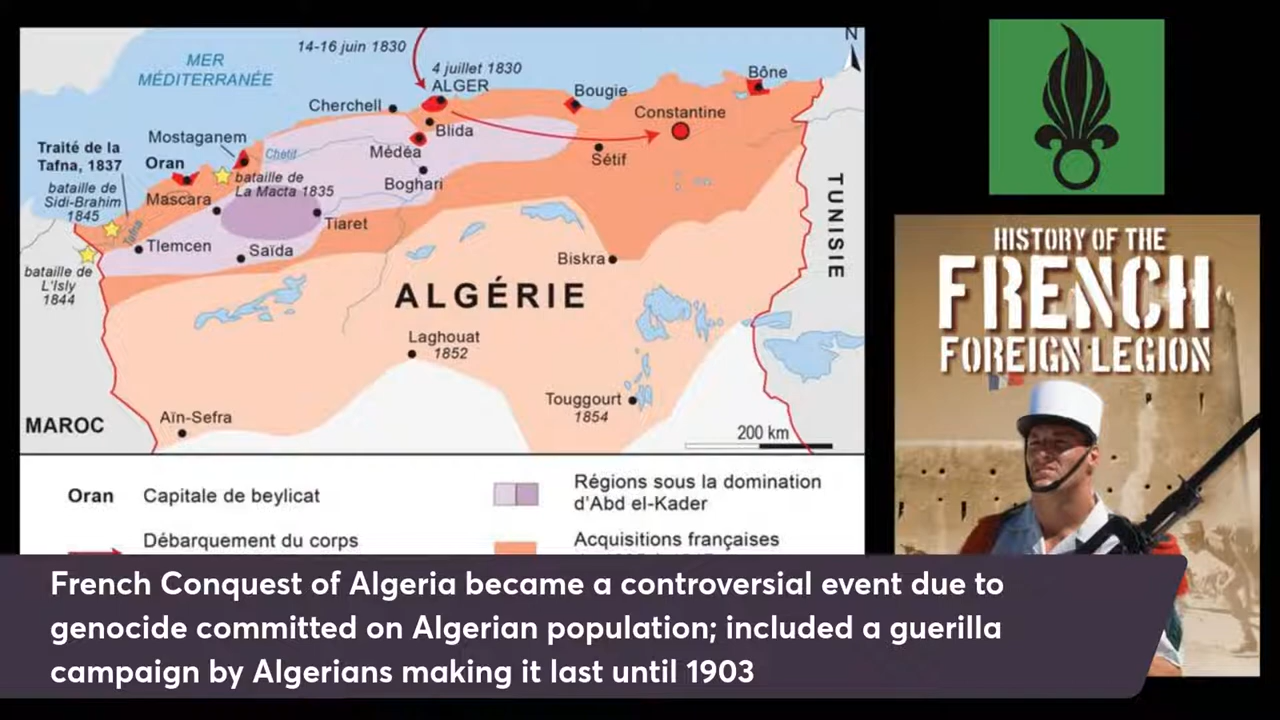 14-16 juin 1830
N
MER
MÉDITERRANÉE
4 juillet 1830
ALGER
Bône
Bougie
Cherchell
Constantine
Blida
Mostaganem
Chélif
Médéa
Sétif
Traité de la
Tafna, 1837
Oran
bataille de
La Macta 1835
Boghari
bataille de
Sidi-Brahim
1845
Mascara
Tiaret
TUNISIE
Tafna
Tlemcen
Saïda
Biskra
bataille de
L'Isly
1844
ALGÉRIE
Laghouat
1852
Touggourt
1854
Aïn-Sefra
MAROC
200 km
Oran
Capitale de beylicat
Régions sous la domination
d'Abd el-Kader
Débarquement du corps
Acquisitions françaises
HISTORY OF THE
FRENCH
FOREIGN LEGION
French Conquest of Algeria became a controversial event due to
genocide committed on Algerian population; included a guerilla
campaign by Algerians making it last until 1903